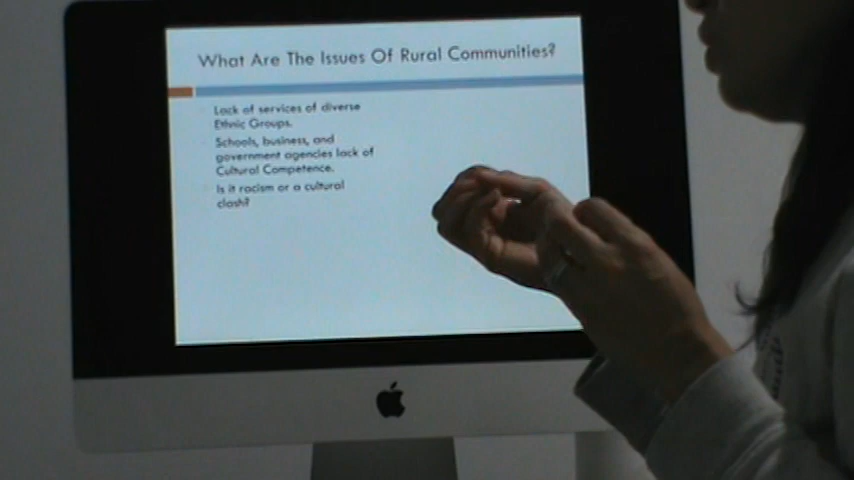 What Are The Issues Of Rural Communities?
Lack of services of diverse
Ethnic Groups.
Schools, business, and
government agencies lack of
Cultural Competence.
Is it racism or a cultural
clash?